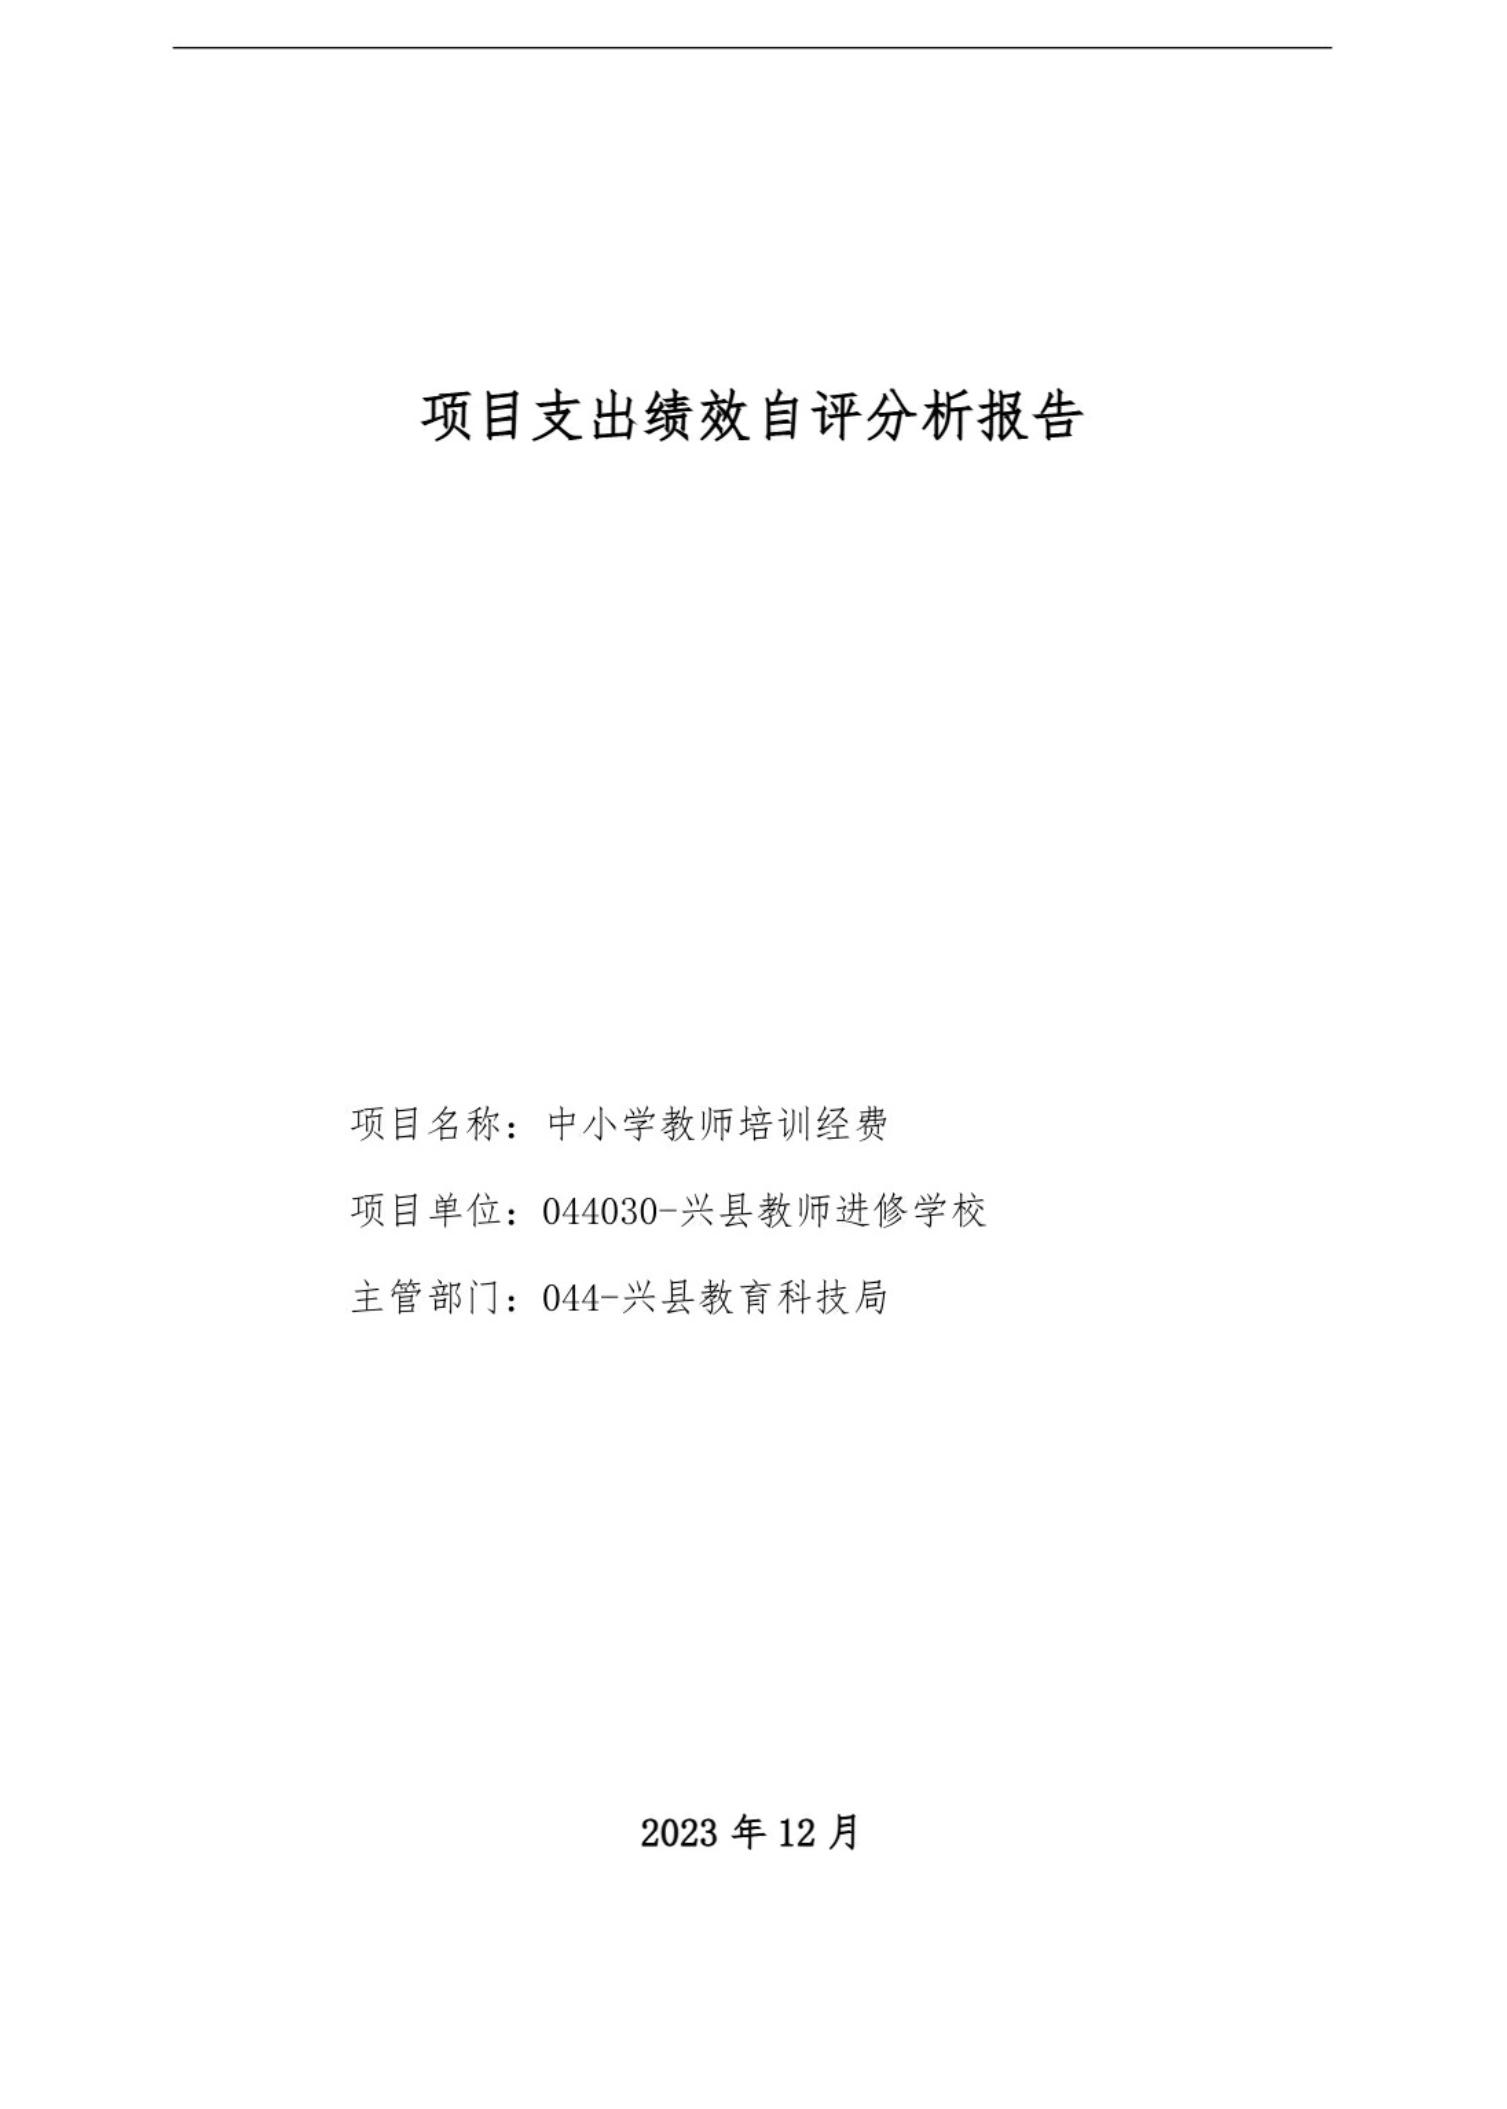 项目支出绩效自评分析报告
项目名称：中小学教师培训经费
项目单位：044030-兴县教师进修学校
主管部门：044-兴县教育科技局
2023 年 12 月